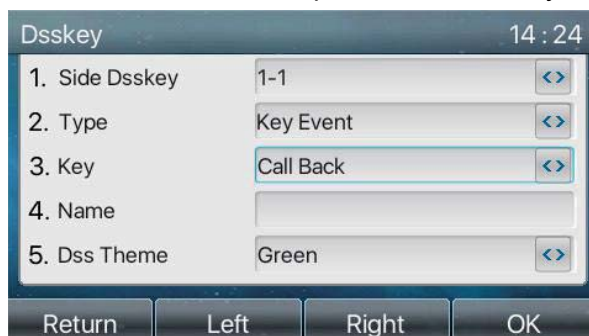 Dsskey 14:24
1. Side Dsskey 1-1
2. Type Key Event
3. Key Call Back
4. Name
5. Dss Theme Green
Return Left Right OK